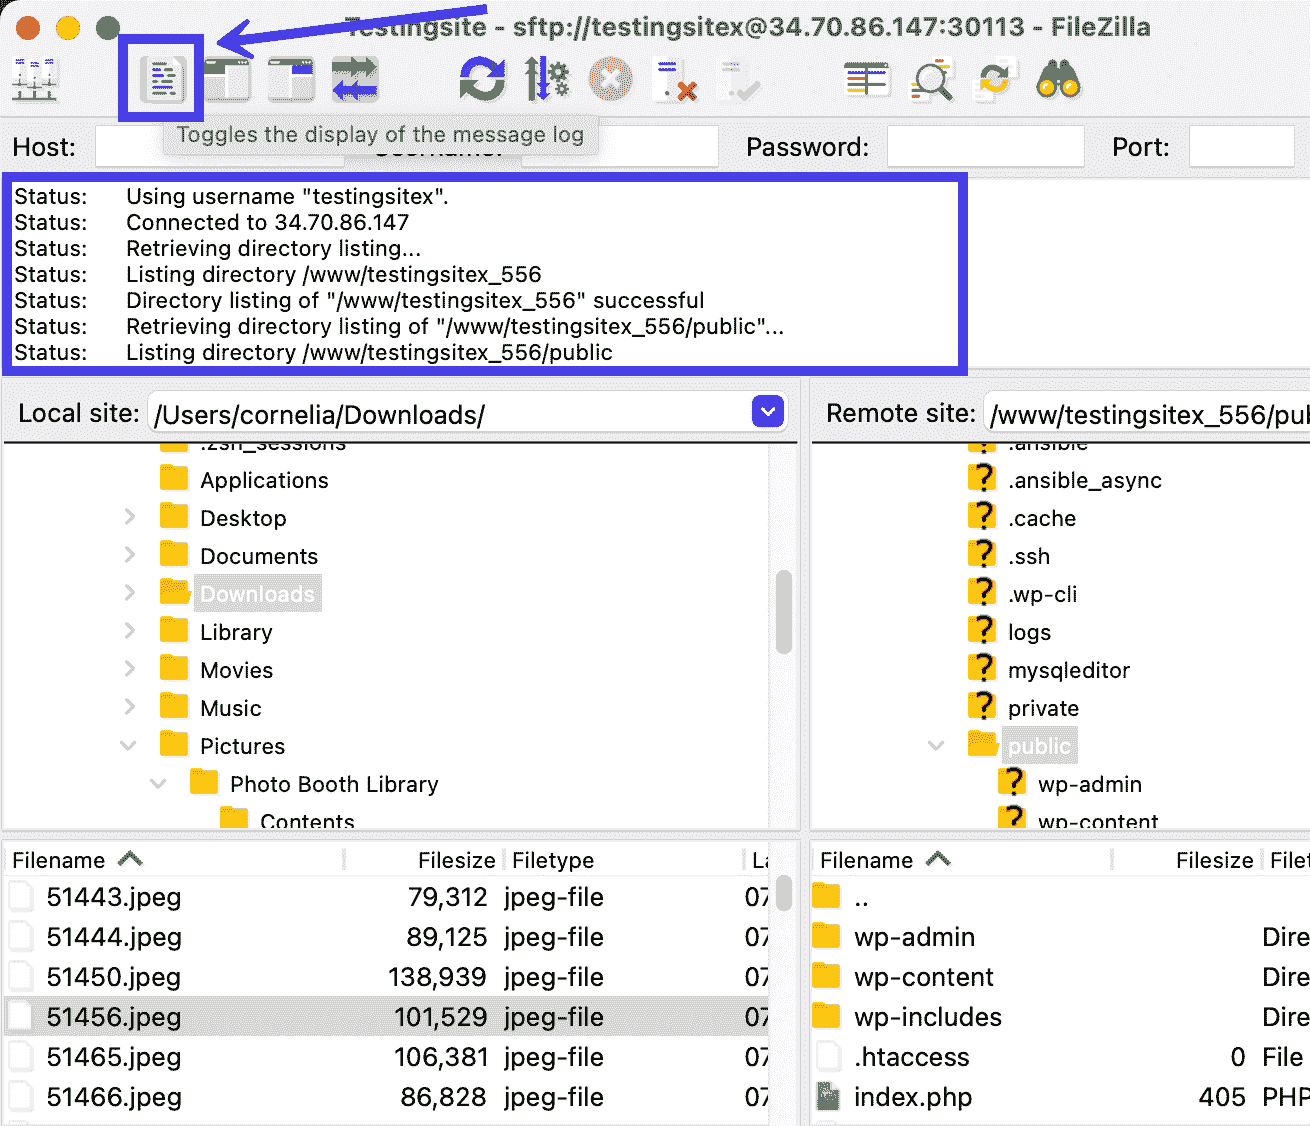 Testingsite - sftp://testingsitex@34.70.86.147:30113 - FileZilla
Toggles the display of the message log
Host: Username: Password: Port:
Status: Using username "testingsitex".
Status: Connected to 34.70.86.147
Status: Retrieving directory listing...
Status: Listing directory /www/testingsitex_556
Status: Directory listing of "/www/testingsitex_556" successful
Status: Retrieving directory listing of "/www/testingsitex_556/public"...
Status: Listing directory /www/testingsitex_556/public
Local site: /Users/cornelia/Downloads/
.zsh_sessions
Applications
Desktop
Documents
Downloads
Library
Movies
Music
Pictures
Photo Booth Library
Contents
Remote site: /www/testingsitex_556/pu
.ansible
.ansible_async
.cache
.ssh
.wp-cli
logs
mysqleditor
private
public
wp-admin
wp-content
Filename Filesize Filetype La
51443.jpeg 79,312 jpeg-file 07
51444.jpeg 89,125 jpeg-file 07
51450.jpeg 138,939 jpeg-file 07
51456.jpeg 101,529 jpeg-file 07
51465.jpeg 106,381 jpeg-file 07
51466.jpeg 86,828 jpeg-file 07
Filename Filesize Filet
..
wp-admin Dire
wp-content Dire
wp-includes Dire
.htaccess 0 File
index.php 405 PHP